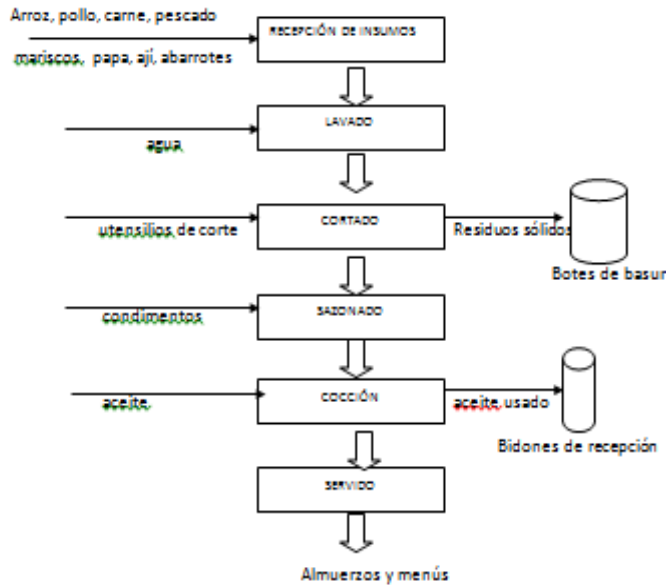 Arroz, pollo, carne, pescado
mariscos, papa, ají, abarrotes
RECEPCIÓN DE INSUMOS
LAVADO
agua
CORTADO
utensilios de corte
Residuos sólidos
Botes de basur
SAZONADO
condimentos
COCCIÓN
aceite,
aceite usado
Bidones de recepción
SERVIDO
Almuerzos y menús